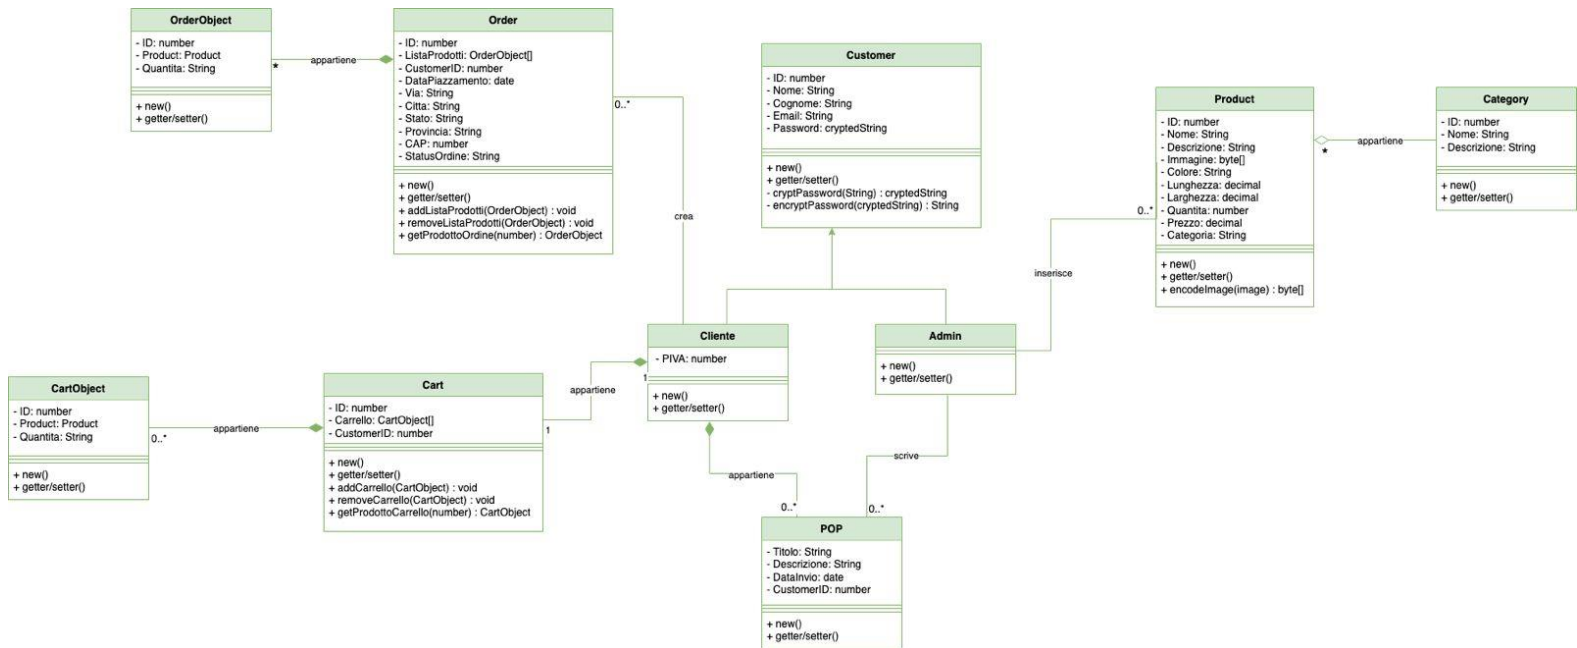 OrderObject
- ID: number
- Product: Product
- Quantita: String
+ new()
+ getter/setter()
*
appartiene
Order
- ID: number
- ListaProdotti: OrderObject[]
- CustomerID: number
- DataPiazzamento: date
- Via: String
- Citta: String
- Stato: String
- Provincia: String
- CAP: number
- StatusOrdine: String
+ new()
+ getter/setter()
+ addListaProdotti(OrderObject) : void
+ removeListaProdotti(OrderObject) : void
+ getProdottoOrdine(number) : OrderObject
0..*
crea
Customer
- ID: number
- Nome: String
- Cognome: String
- Email: String
- Password: cryptedString
+ new()
+ getter/setter()
- cryptPassword(String) : cryptedString
- encryptPassword(cryptedString) : String
Product
- ID: number
- Nome: String
- Descrizione: String
- Immagine: byte[]
- Colore: String
- Lunghezza: decimal
- Larghezza: decimal
- Quantita: number
- Prezzo: decimal
- Categoria: String
+ new()
+ getter/setter()
+ encodeImage(image) : byte[]
*
appartiene
Category
- ID: number
- Nome: String
- Descrizione: String
+ new()
+ getter/setter()
0..*
inserisce
Cliente
- PIVA: number
+ new()
+ getter/setter()
1
Admin
+ new()
+ getter/setter()
CartObject
- ID: number
- Product: Product
- Quantita: String
+ new()
+ getter/setter()
0..*
appartiene
Cart
- ID: number
- Carrello: CartObject[]
- CustomerID: number
+ new()
+ getter/setter()
+ addCarrello(CartObject) : void
+ removeCarrello(CartObject) : void
+ getProdottoCarrello(number) : CartObject
1
appartiene
appartiene
0..*
scrive
0..*
POP
- Titolo: String
- Descrizione: String
- DataInvio: date
- CustomerID: number
+ new()
+ getter/setter()